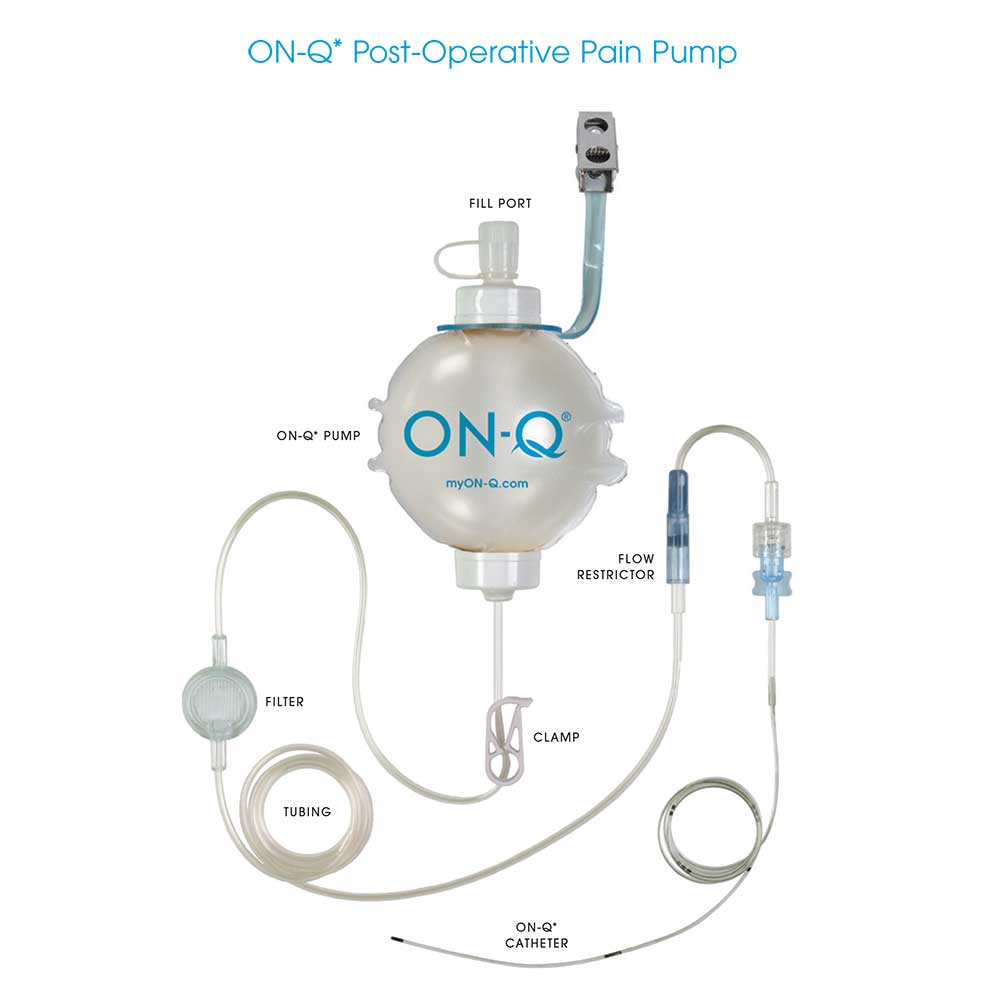 ON-Q* Post-Operative Pain Pump
FILL PORT
ON-Q* PUMP
ON-Q®
myON-Q.com
FLOW
RESTRICTOR
FILTER
CLAMP
TUBING
ON-Q*
CATHETER